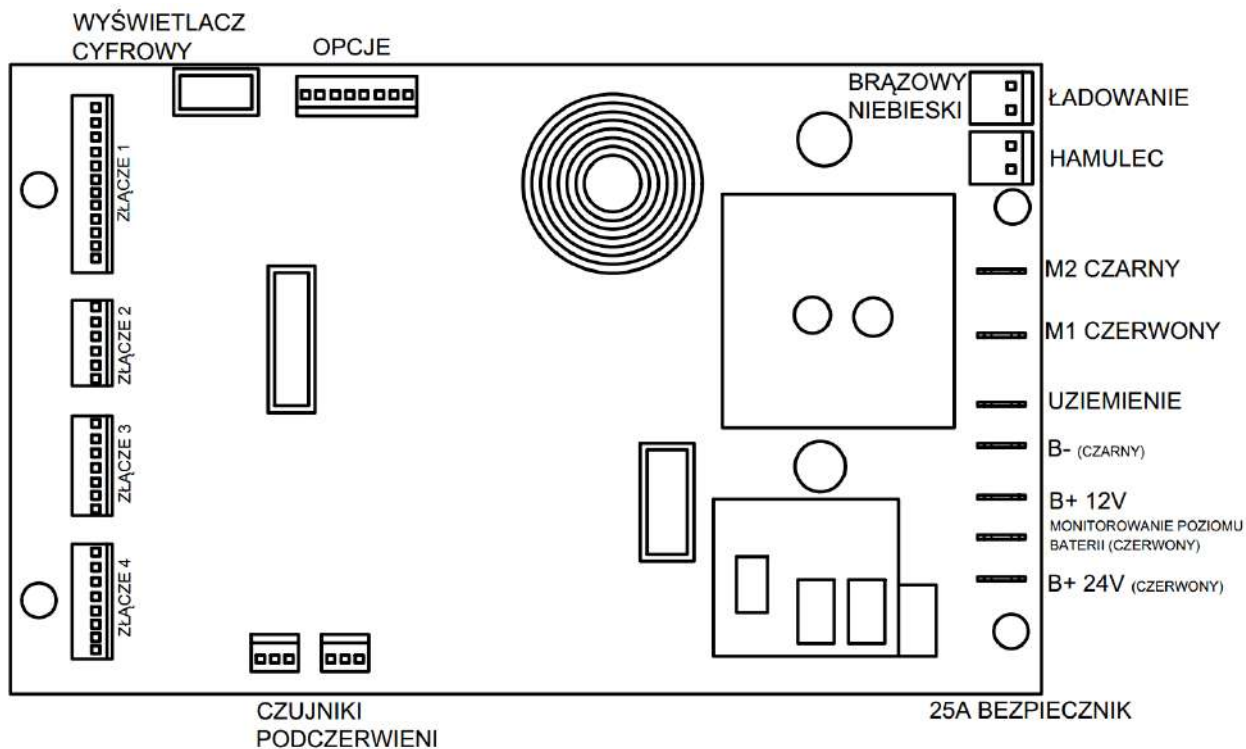 WYŚWIETLACZ
CYFROWY
OPCJE
BRĄZOWY
NIEBIESKI
ŁADOWANIE
HAMULEC
ZŁĄCZE 1
M2 CZARNY
M1 CZERWONY
ZŁĄCZE 2
UZIEMIENIE
B- (CZARNY)
ZŁĄCZE 3
B+ 12V
MONITOROWANIE POZIOMU
BATERII (CZERWONY)
B+ 24V (CZERWONY)
ZŁĄCZE 4
CZUJNIKI
PODCZERWIENI
25A BEZPIECZNIK